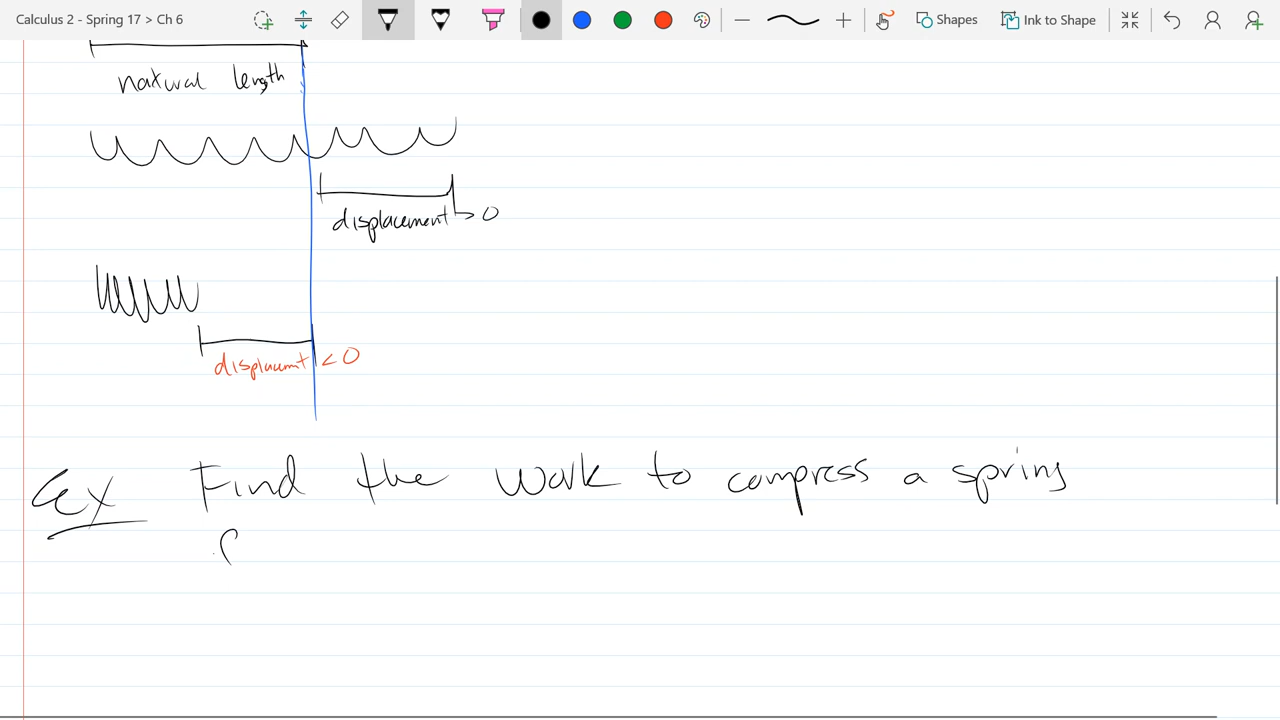 Calculus 2 - Spring 17 > Ch 6
Shapes
Ink to Shape
natural length
displacement > 0
displacemt < 0
Ex Find the work to compress a spring